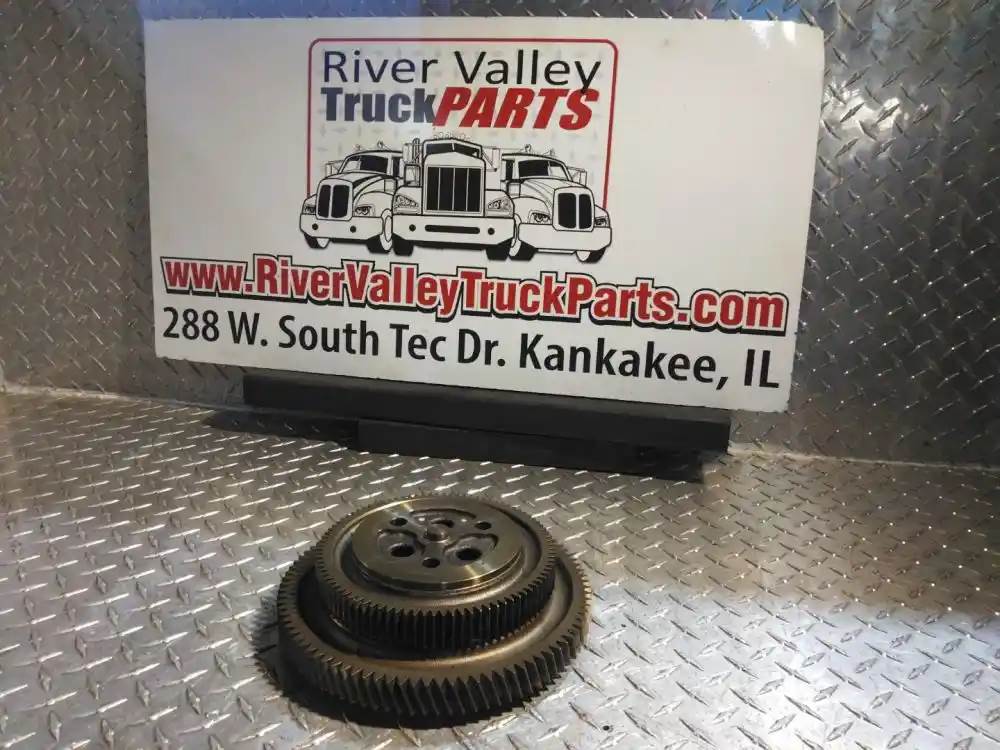 River Valley
TruckPARTS
www.RiverValleyTruckParts.com
288 W. South Tec Dr. Kankakee, IL